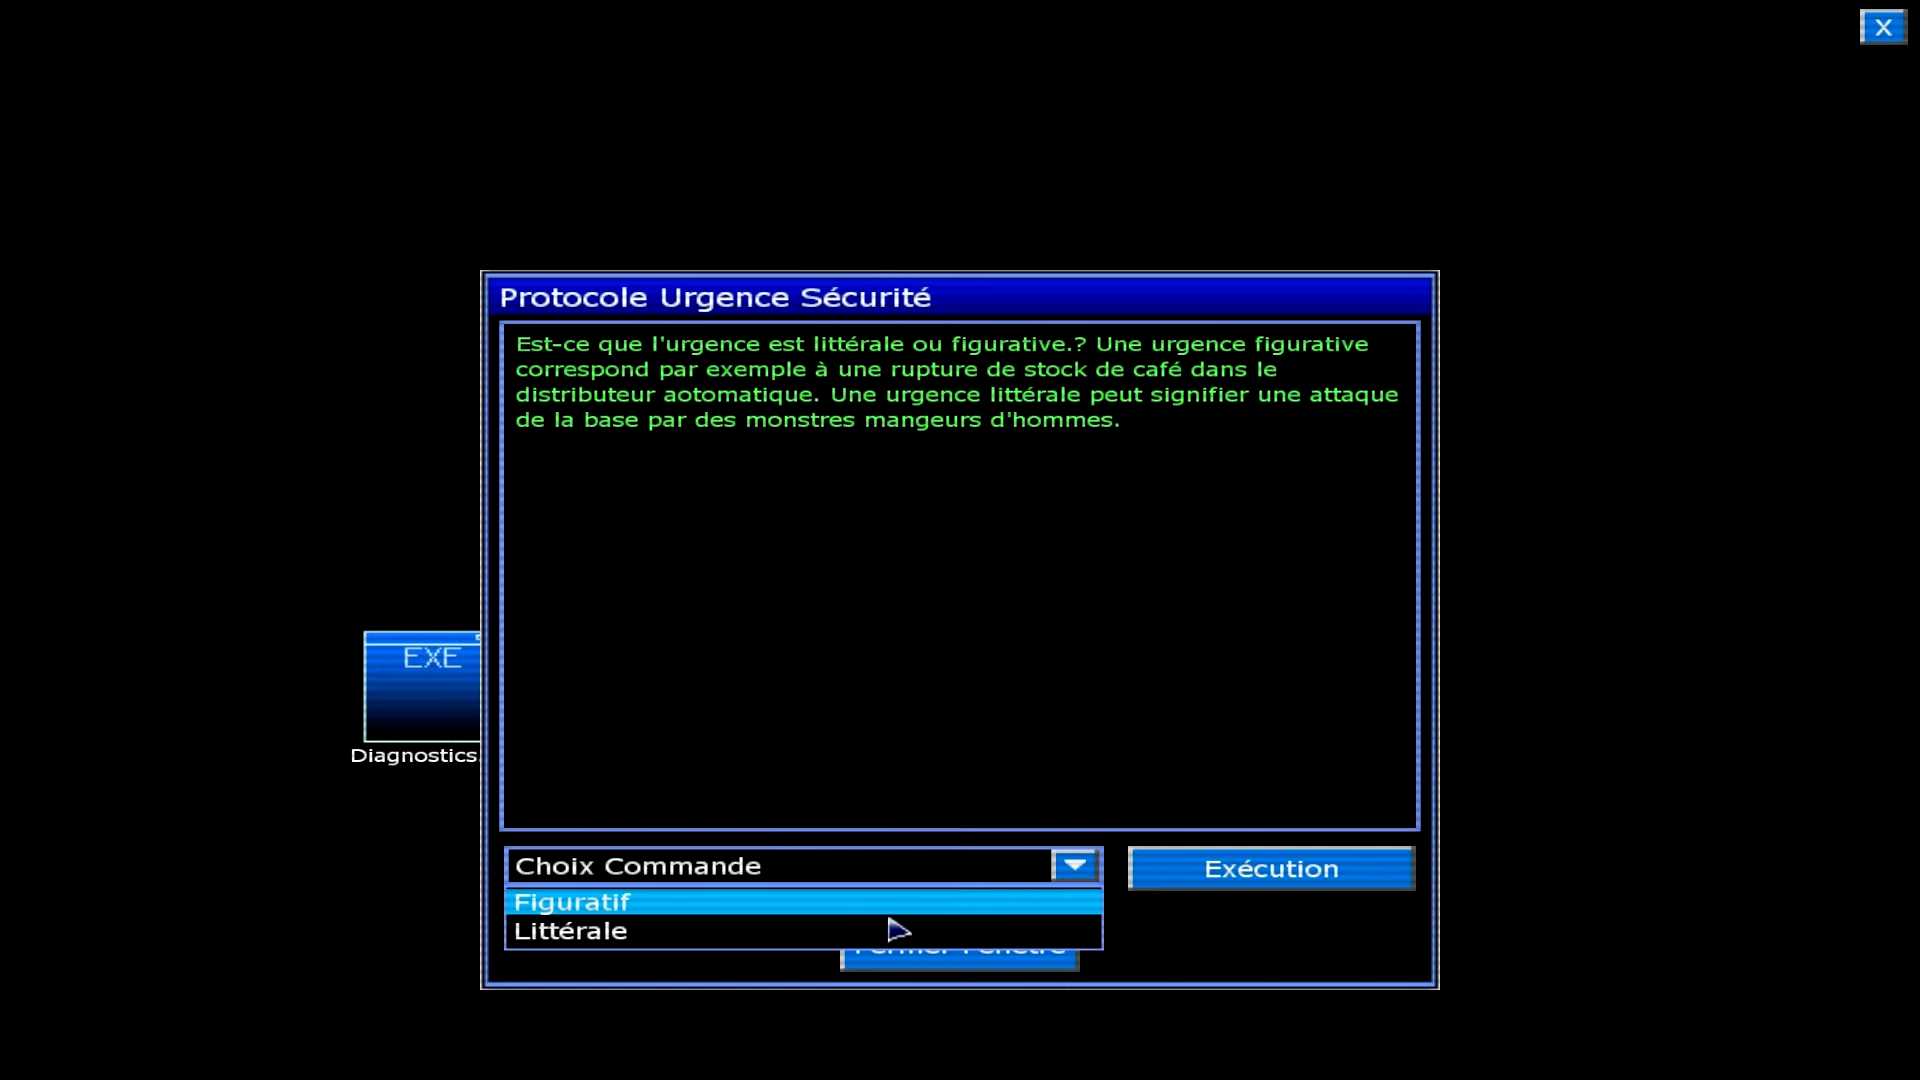 X
Protocole Urgence Sécurité
Est-ce que l'urgence est littérale ou figurative.? Une urgence figurative
correspond par exemple à une rupture de stock de café dans le
distributeur aotomatique. Une urgence littérale peut signifier une attaque
de la base par des monstres mangeurs d'hommes.
EXE
Diagnostics.
Choix Commande
Exécution
Figuratif
Littérale
Fermer Fenêtre